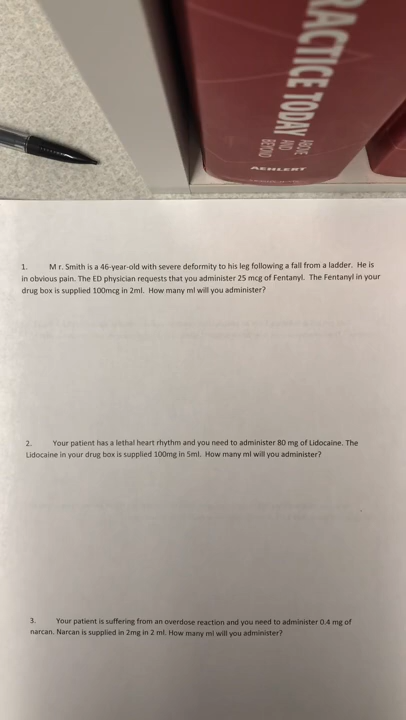 RACTICE TODAY
ABOVE
AND
BEYOND
AEHLERT
1. M r. Smith is a 46-year-old with severe deformity to his leg following a fall from a ladder. He is
in obvious pain. The ED physician requests that you administer 25 mcg of Fentanyl. The Fentanyl in your
drug box is supplied 100mcg in 2ml. How many ml will you administer?
2. Your patient has a lethal heart rhythm and you need to administer 80 mg of Lidocaine. The
Lidocaine in your drug box is supplied 100mg in 5ml. How many ml will you administer?
3. Your patient is suffering from an overdose reaction and you need to administer 0.4 mg of
narcan. Narcan is supplied in 2mg in 2 ml. How many ml will you administer?